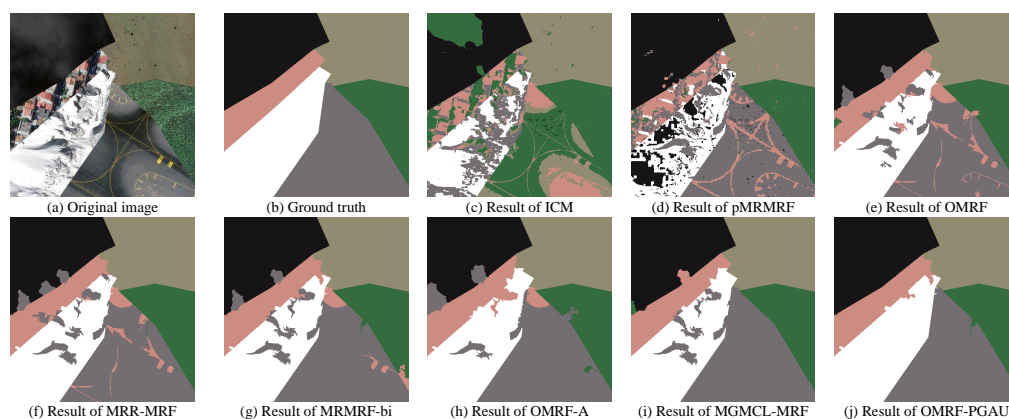 (a) Original image
(b) Ground truth
(c) Result of ICM
(d) Result of pMRMRF
(e) Result of OMRF
(f) Result of MRR-MRF
(g) Result of MRMRF-bi
(h) Result of OMRF-A
(i) Result of MGMCL-MRF
(j) Result of OMRF-PGAU